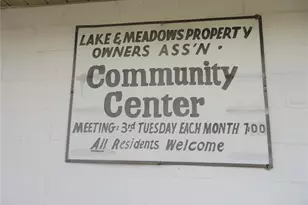 LAKE & MEADOWS PROPERTY
OWNERS ASS'N.
Community
Center
MEETING: 3rd TUESDAY EACH MONTH 7:00
All Residents Welcome